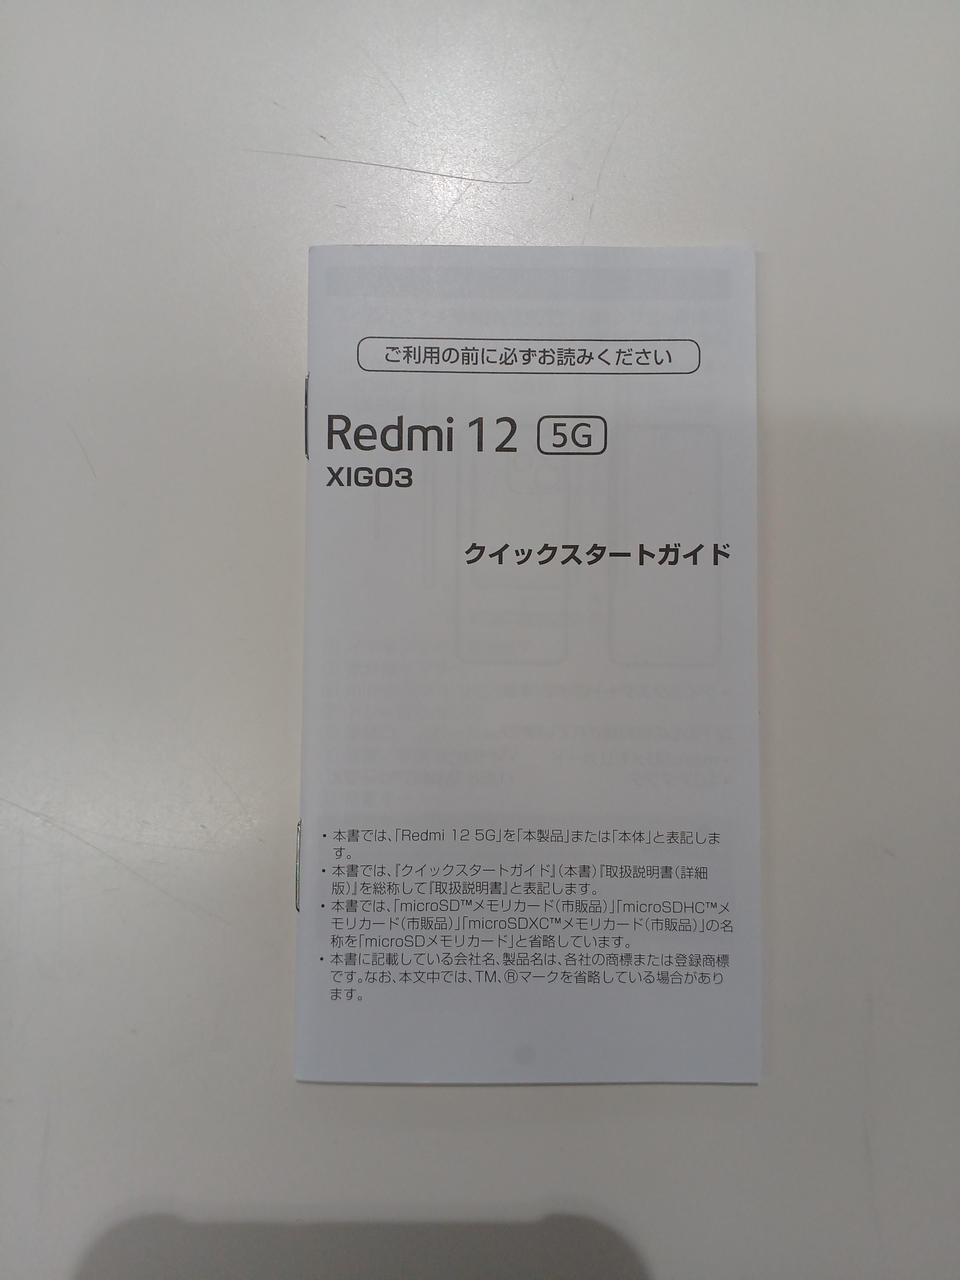 ご利用の前に必ずお読みください
Redmi 12 5G
XIG03
クイックスタートガイド
・本書では、「Redmi 12 5G」を「本製品」または「本体」と表記しま
す。
・本書では、『クイックスタートガイド』（本書）『取扱説明書（詳細
版）』を総称して『取扱説明書』と表記します。
・本書では、「microSD™メモリカード（市販品）」「microSDHC™メ
モリカード（市販品）」「microSDXC™メモリカード（市販品）」の名
称を「microSDメモリカード」と省略しています。
・本書に記載している会社名、製品名は、各社の商標または登録商標
です。なお、本文中では、TM、®マークを省略している場合があり
ます。